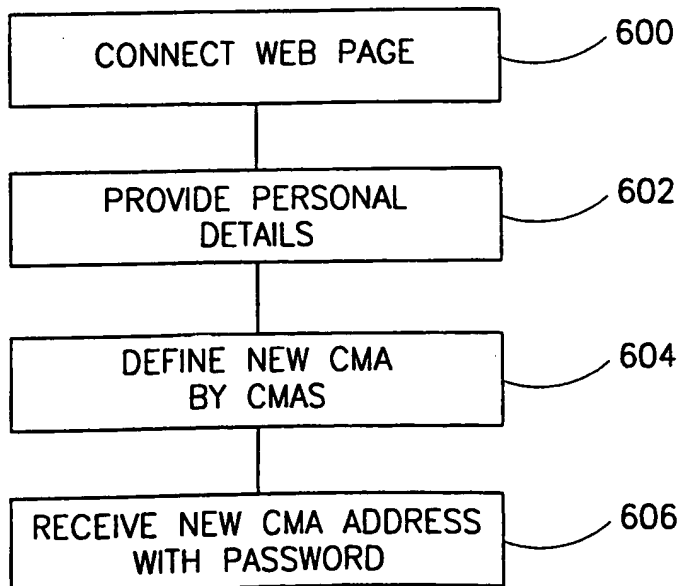 CONNECT WEB PAGE
600
PROVIDE PERSONAL
DETAILS
602
DEFINE NEW CMA
BY CMAS
604
RECEIVE NEW CMA ADDRESS
WITH PASSWORD
606